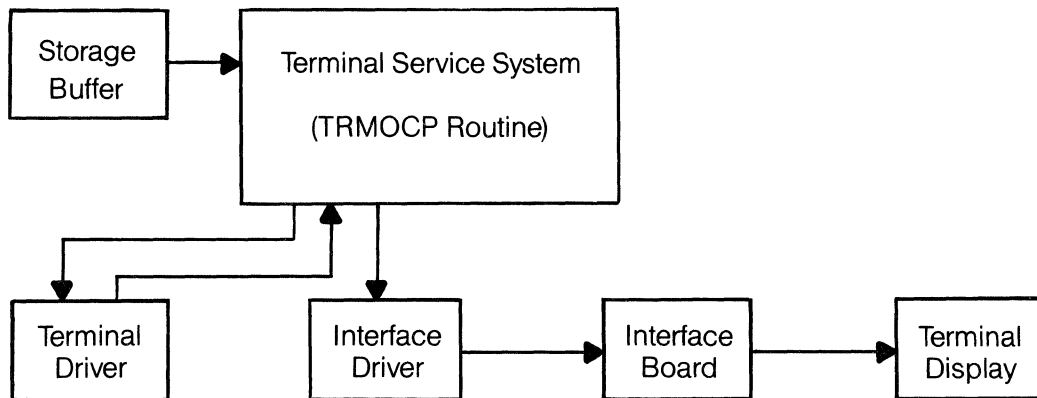 Storage
Buffer
Terminal Service System
(TRMOCP Routine)
Terminal
Driver
Interface
Driver
Interface
Board
Terminal
Display